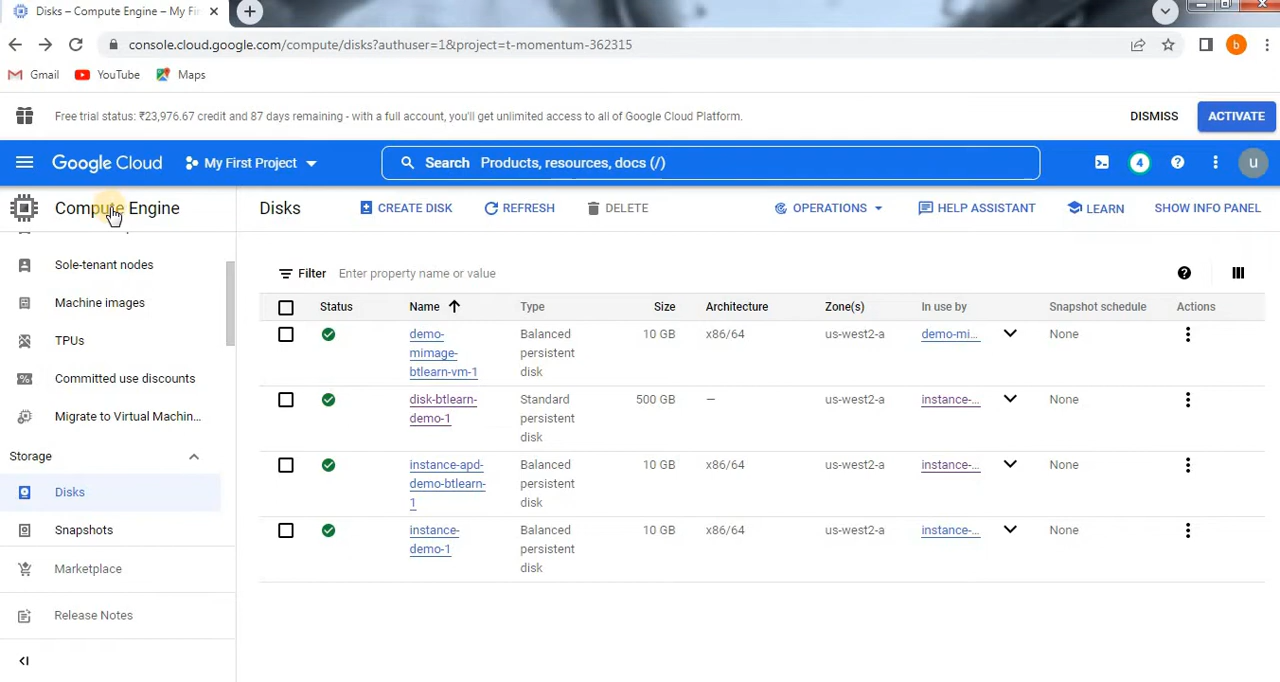 Disks – Compute Engine – My Fir
console.cloud.google.com/compute/disks?authuser=1&project=t-momentum-362315
b
Gmail YouTube Maps
Free trial status: ₹23,976.67 credit and 87 days remaining - with a full account, you'll get unlimited access to all of Google Cloud Platform.
DISMISS ACTIVATE
Google Cloud My First Project Search Products, resources, docs (/) 4 U
Compute Engine
Sole-tenant nodes
Machine images
TPUs
Committed use discounts
Migrate to Virtual Machin...
Storage
Disks
Snapshots
Marketplace
Release Notes
Disks CREATE DISK REFRESH DELETE OPERATIONS HELP ASSISTANT LEARN SHOW INFO PANEL
Filter Enter property name or value
Status Name Type Size Architecture Zone(s) In use by Snapshot schedule Actions
demo- Balanced 10 GB x86/64 us-west2-a demo-mi... None
mimage- persistent
btlearn-vm-1 disk
disk-btlearn- Standard 500 GB — us-west2-a instance-... None
demo-1 persistent
disk
instance-apd- Balanced 10 GB x86/64 us-west2-a instance-... None
demo-btlearn- persistent
1 disk
instance- Balanced 10 GB x86/64 us-west2-a instance-... None
demo-1 persistent
disk